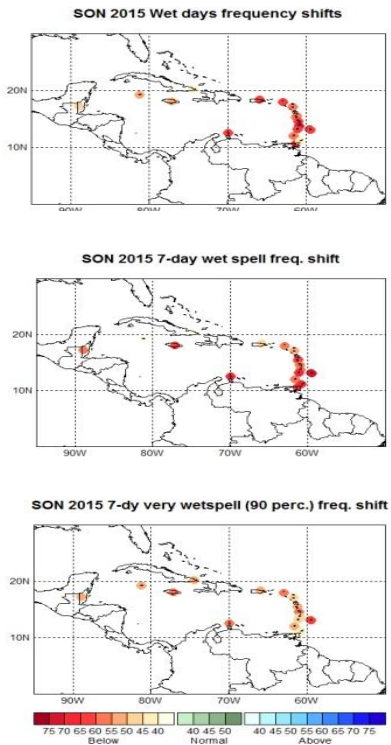 SON 2015 Wet days frequency shifts
20N
10N
90W 80W 70W 60W
SON 2015 7-day wet spell freq. shift
20N
10N
90W 80W 70W 60W
SON 2015 7-dy very wetspell (90 perc.) freq. shift
20N
10N
90W 80W 70W 60W
75 70 65 60 55 50 45 40 40 45 50 40 45 50 55 60 65 70 75
Below Normal Above